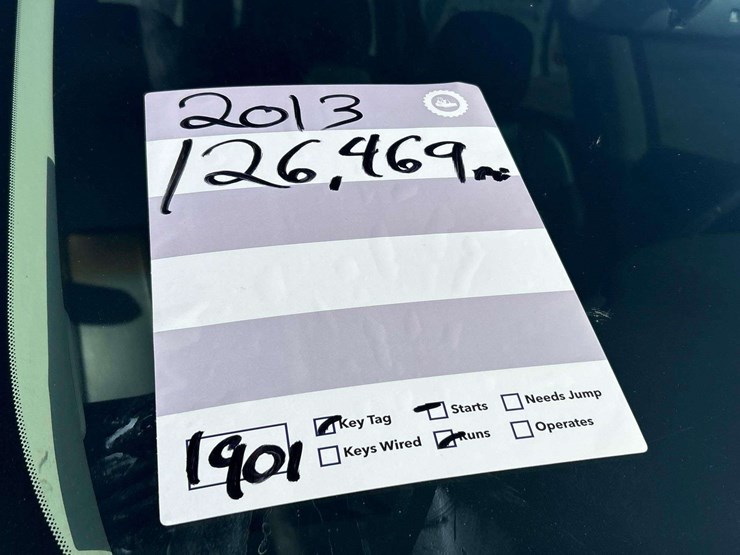 2013
126,469 mi
Key Tag Starts Needs Jump
Keys Wired Runs Operates
1901